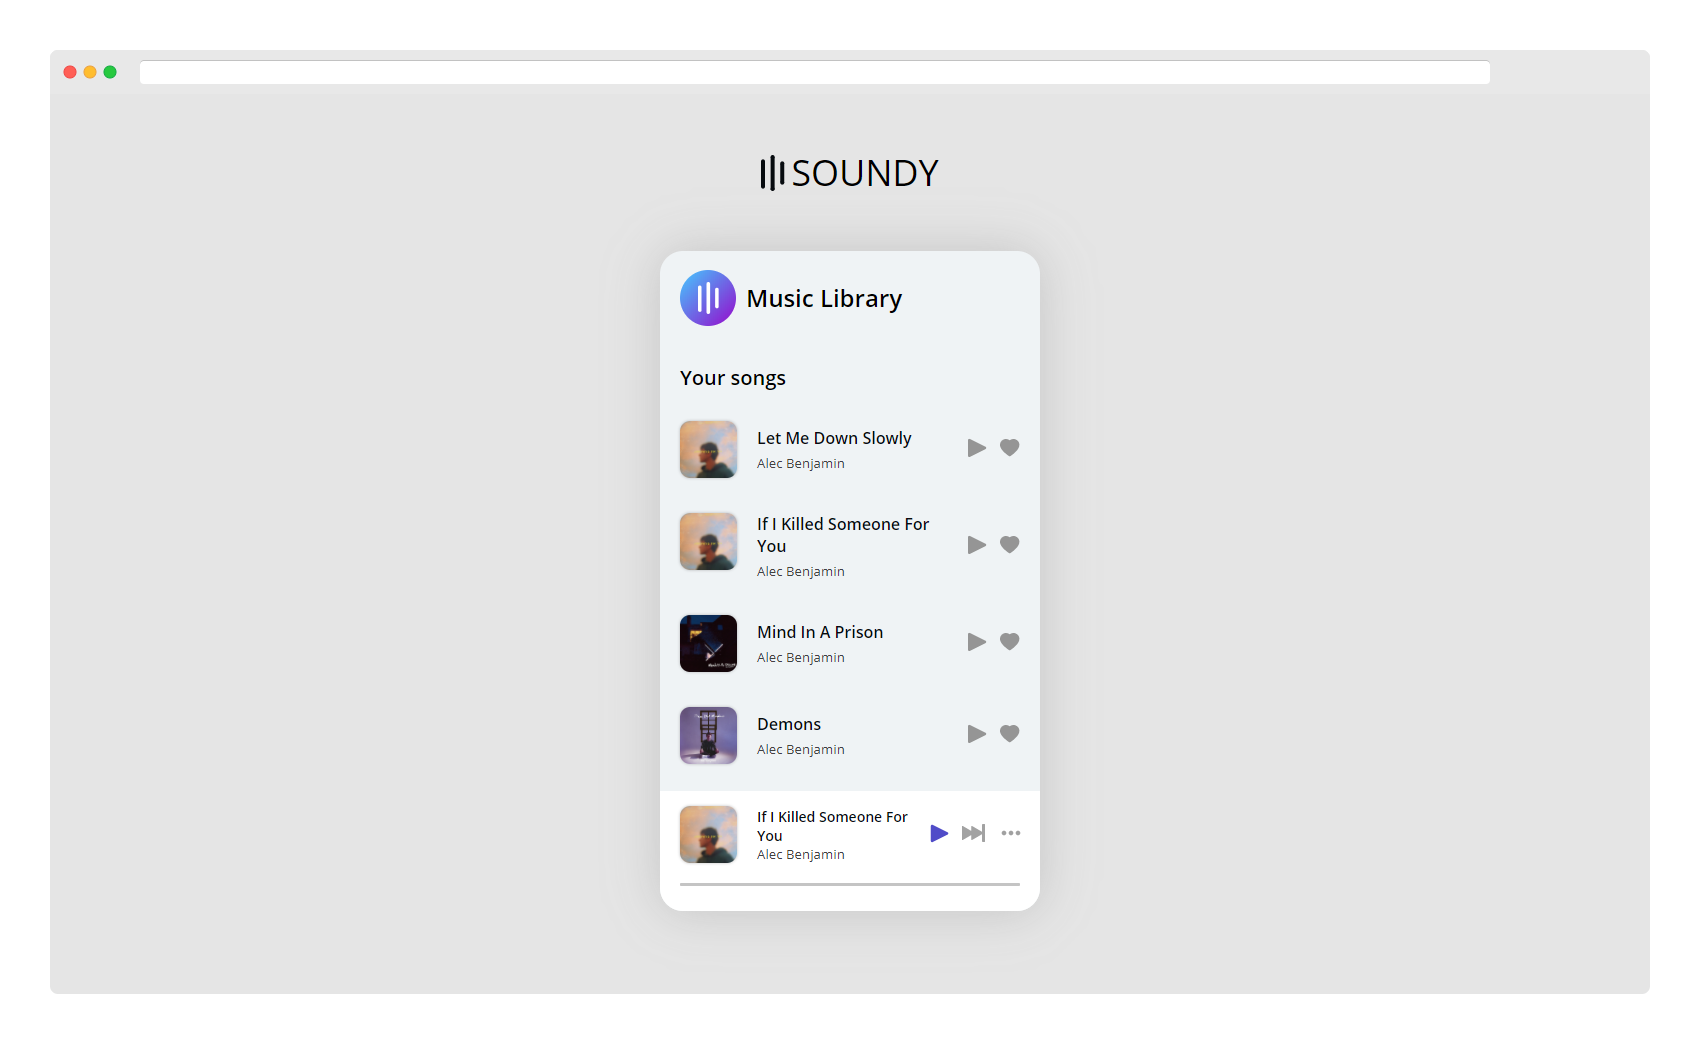 SOUNDY
Music Library
Your songs
Let Me Down Slowly
Alec Benjamin
If I Killed Someone For
You
Alec Benjamin
Mind In A Prison
Alec Benjamin
Demons
Alec Benjamin
If I Killed Someone For
You
Alec Benjamin